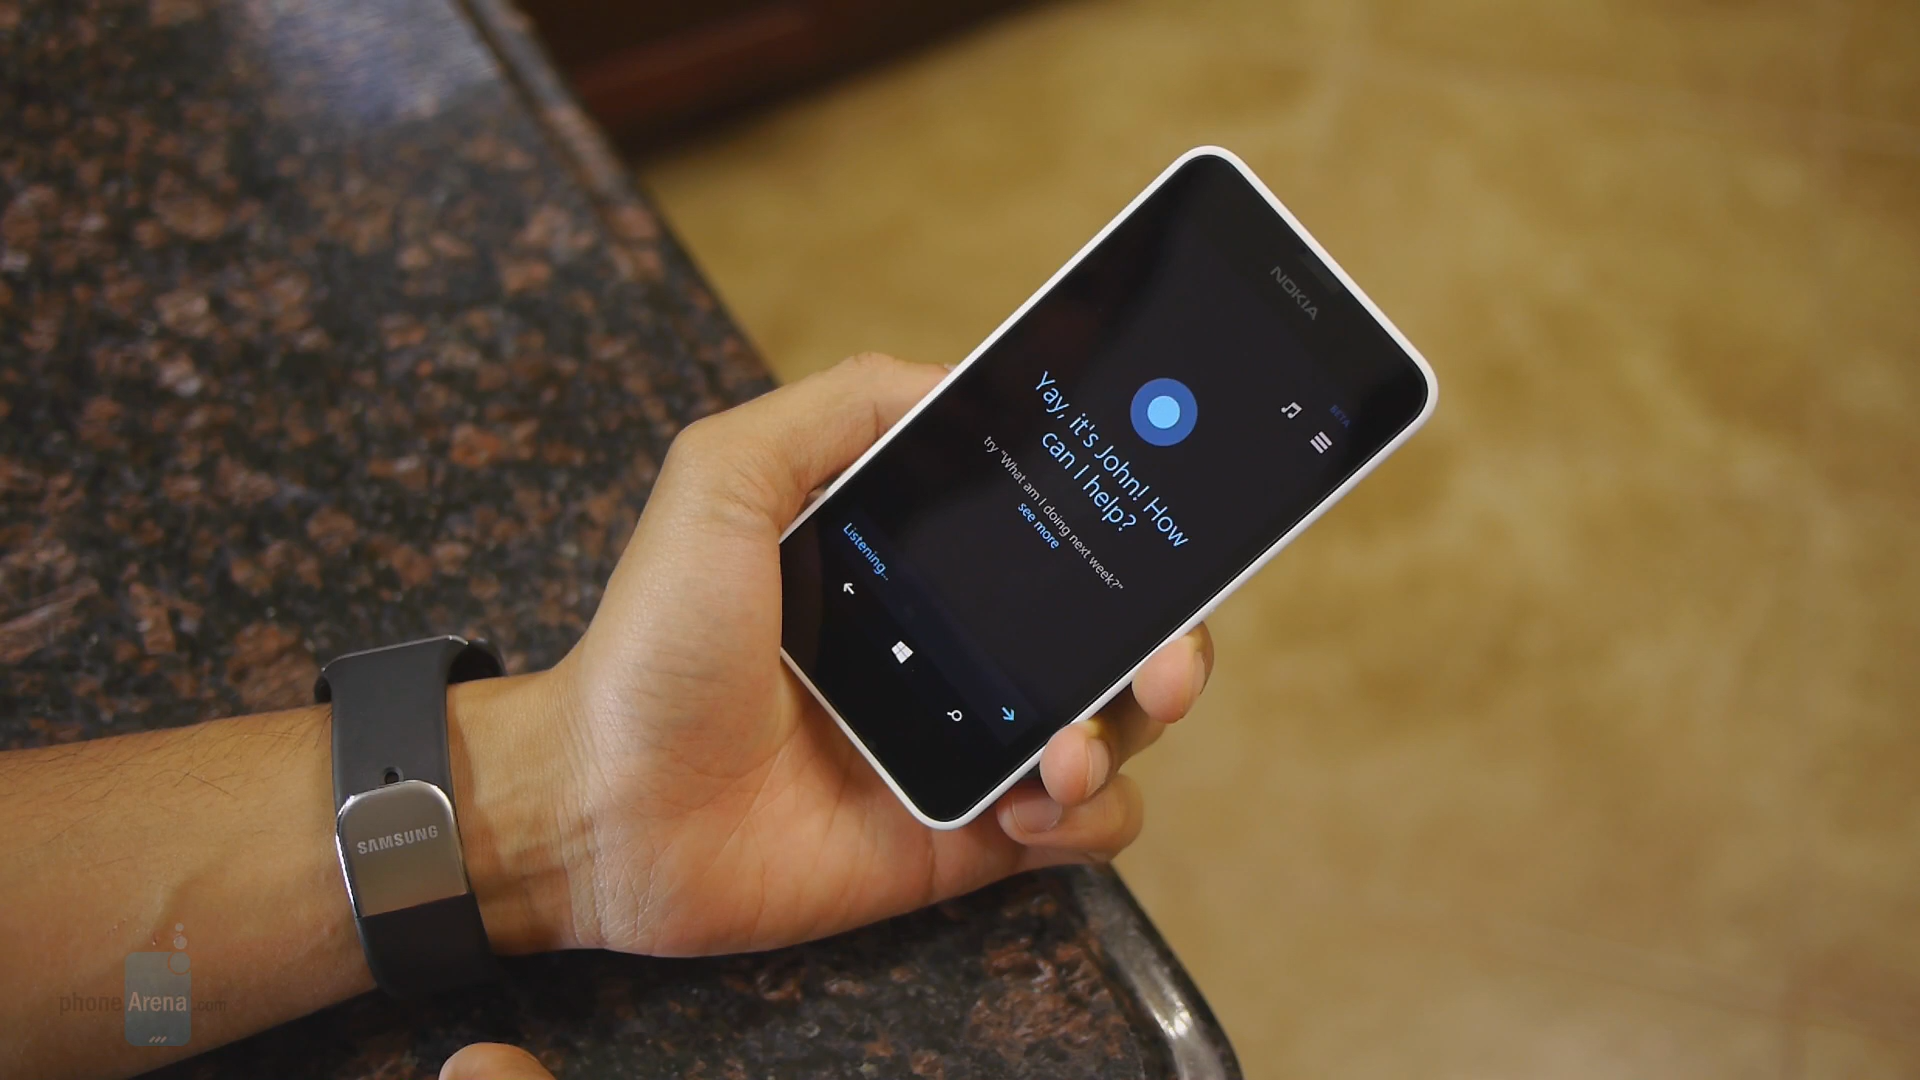 NOKIA
BETA
Yay, it's John! How
can I help?
try "What am I doing next week?"
see more
Listening...
SAMSUNG
phoneArena.com